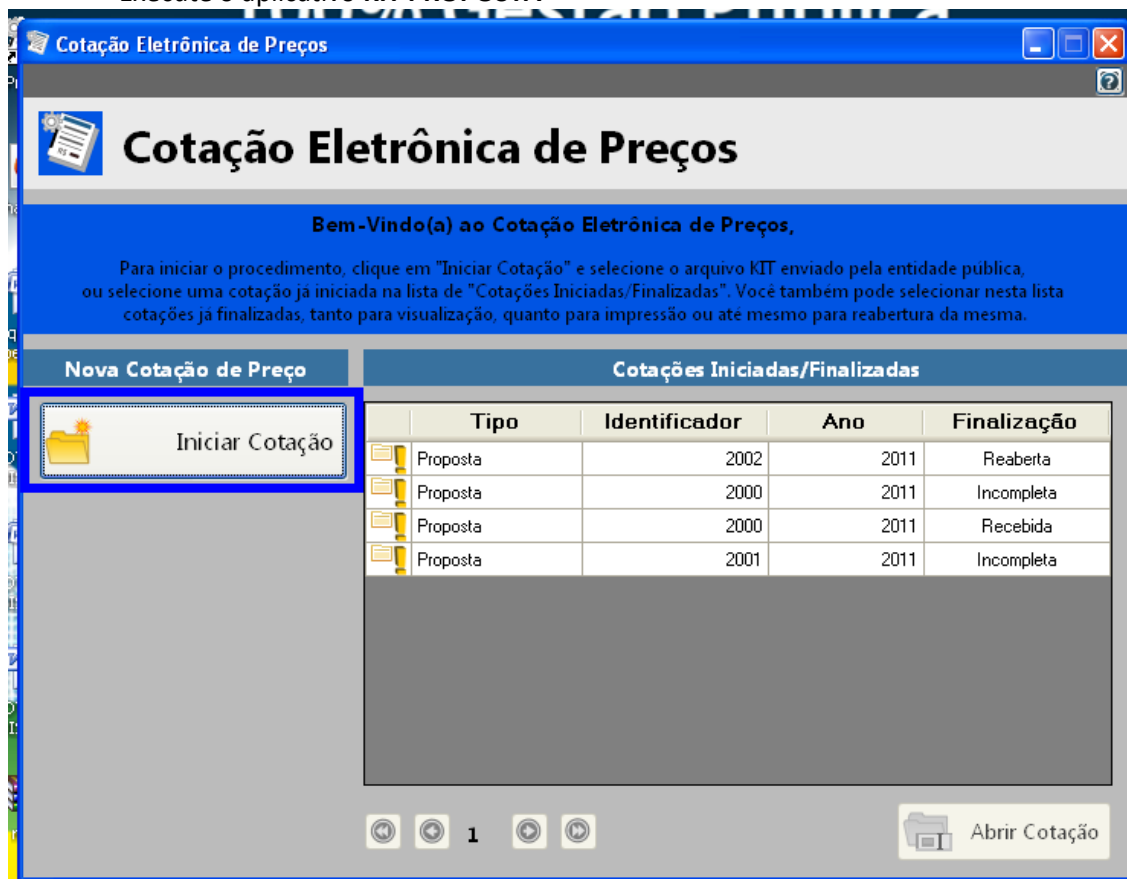 Execute o aplicativo
Cotação Eletrônica de Preços
Cotação Eletrônica de Preços
Bem-Vindo(a) ao Cotação Eletrônica de Preços,
Para iniciar o procedimento, clique em "Iniciar Cotação" e selecione o arquivo KIT enviado pela entidade pública,
ou selecione uma cotação já iniciada na lista de "Cotações Iniciadas/Finalizadas". Você também pode selecionar nesta lista
cotações já finalizadas, tanto para visualização, quanto para impressão ou até mesmo para reabertura da mesma.
Nova Cotação de Preço
Cotações Iniciadas/Finalizadas
Iniciar Cotação
Tipo Identificador Ano Finalização
Proposta 2002 2011 Reaberta
Proposta 2000 2011 Incompleta
Proposta 2000 2011 Recebida
Proposta 2001 2011 Incompleta
1
Abrir Cotação